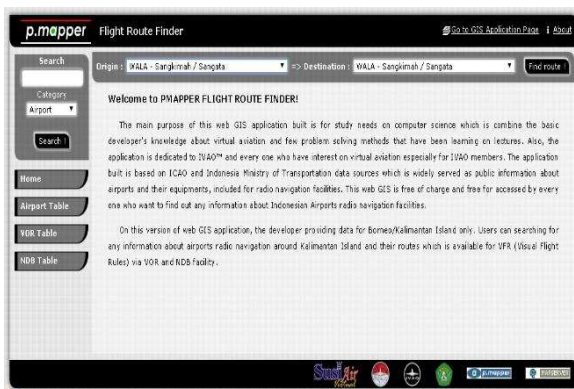 p.mapper Flight Route Finder Go to GIS Application Page i About
Search
Category
Airport
Search !
Home
Airport Table
VOR Table
NDB Table
Origin : WALA - Sangkimah / Sangata => Destination : WALA - Sangkimah / Sangata Find route !
Welcome to PMAPPER FLIGHT ROUTE FINDER!
The main purpose of this web GIS application built is for study needs on computer science which is combine the basic
developer's knowledge about virtual aviation and few problem solving methods that have been learning on lectures. Also, the
application is dedicated to IVAO™ and every one who have interest on virtual aviation especially for IVAO members. The application
built is based on ICAO and Indonesia Ministry of Transportation data sources which is widely served as public information about
airports and their equipments, included for radio navigation facilities. This web GIS is free of charge and free for accessed by every
one who want to find out any information about Indonesian Airports radio navigation facilities.
On this version of web GIS application, the developer providing data for Borneo/Kalimantan Island only. Users can searching for
any information about airports radio navigation around Kalimantan Island and their routes which is available for VFR (Visual Flight
Rules) via VOR and NDB facility.
Susi Air p.mapper MAPSERVER